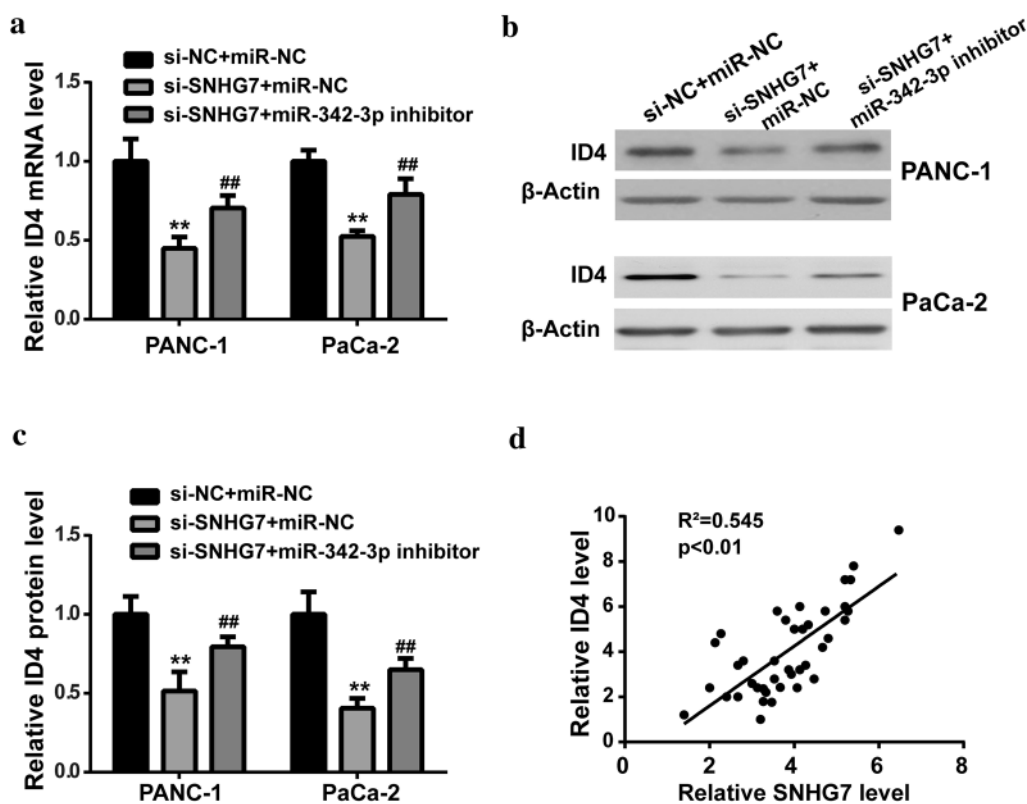 a
si-NC+miR-NC
si-SNHG7+miR-NC
si-SNHG7+miR-342-3p inhibitor
Relative ID4 mRNA level
1.5
1.0
0.5
0.0
**
##
**
##
PANC-1
PaCa-2
b
si-NC+miR-NC
si-SNHG7+
miR-NC
si-SNHG7+
miR-342-3p inhibitor
ID4
β-Actin
PANC-1
ID4
β-Actin
PaCa-2
c
si-NC+miR-NC
si-SNHG7+miR-NC
si-SNHG7+miR-342-3p inhibitor
Relative ID4 protein level
1.5
1.0
0.5
0.0
**
##
**
##
PANC-1
PaCa-2
d
R²=0.545
p<0.01
Relative ID4 level
10
8
6
4
2
0
0 2 4 6 8
Relative SNHG7 level